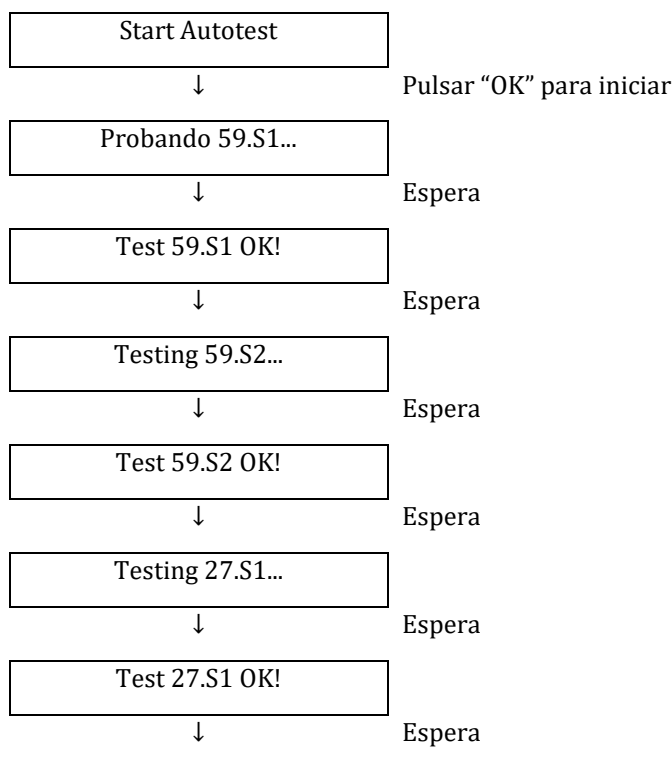 Start Autotest
↓ Pulsar “OK” para iniciar
Probando 59.S1...
↓ Espera
Test 59.S1 OK!
↓ Espera
Testing 59.S2...
↓ Espera
Test 59.S2 OK!
↓ Espera
Testing 27.S1...
↓ Espera
Test 27.S1 OK!
↓ Espera